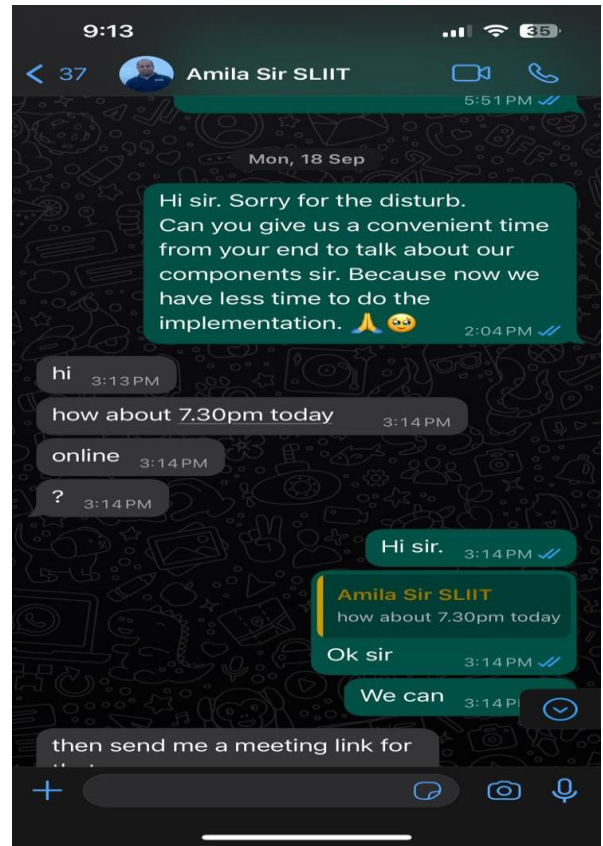 9:13
35
37
Amila Sir SLIIT
5:51 PM
Mon, 18 Sep
Hi sir. Sorry for the disturb.
Can you give us a convenient time
from your end to talk about our
components sir. Because now we
have less time to do the
implementation. 🙏 🥹
2:04 PM
hi 3:13 PM
how about 7.30pm today 3:14 PM
online 3:14 PM
? 3:14 PM
Hi sir. 3:14 PM
Amila Sir SLIIT
how about 7.30pm today
Ok sir 3:14 PM
We can 3:14 P
then send me a meeting link for